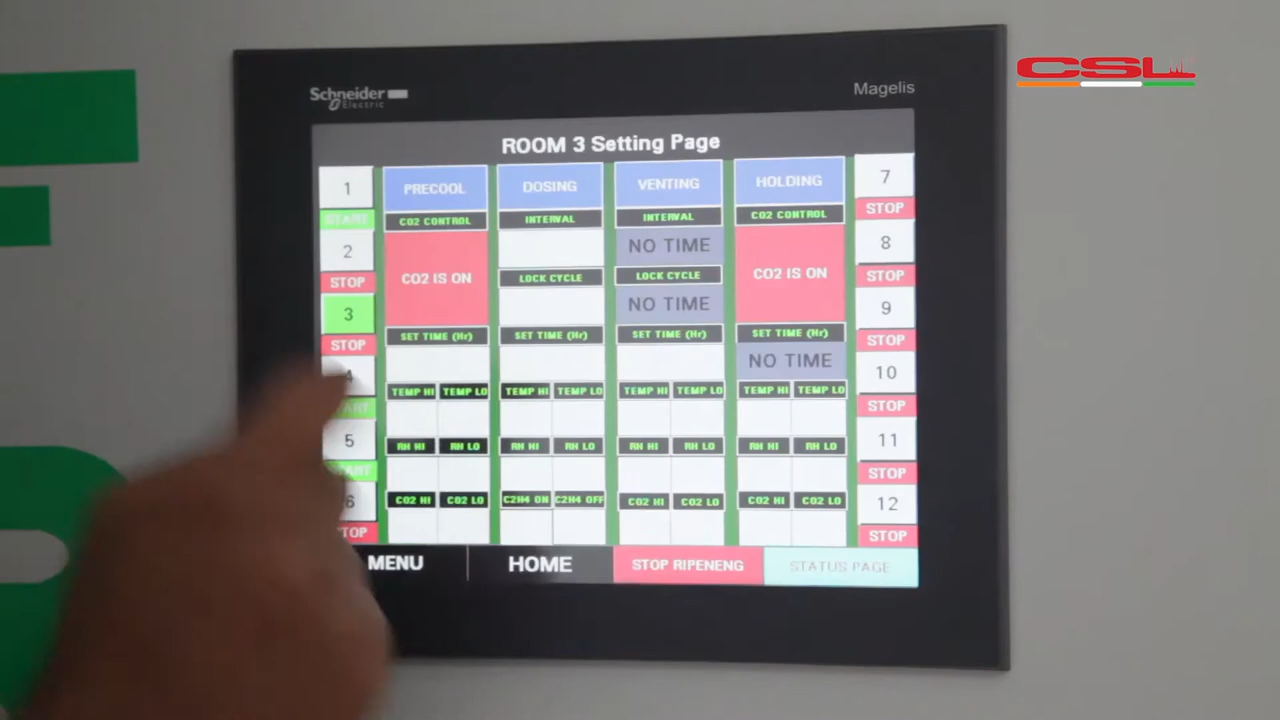 CSL
Schneider Electric
Magelis
ROOM 3 Setting Page
1 PRECOOL DOSING VENTING HOLDING 7
START CO2 CONTROL INTERVAL INTERVAL CO2 CONTROL STOP
2 NO TIME 8
STOP CO2 IS ON LOCK CYCLE LOCK CYCLE CO2 IS ON STOP
3 NO TIME 9
STOP SET TIME (Hr) SET TIME (Hr) SET TIME (Hr) SET TIME (Hr) STOP
4 NO TIME 10
START TEMP HI TEMP LO TEMP HI TEMP LO TEMP HI TEMP LO TEMP HI TEMP LO STOP
5 RH HI RH LO RH HI RH LO RH HI RH LO RH HI RH LO 11
START STOP
6 CO2 HI CO2 LO C2H4 ON C2H4 OFF CO2 HI CO2 LO CO2 HI CO2 LO 12
STOP STOP
MENU HOME STOP RIPENENG STATUS PAGE